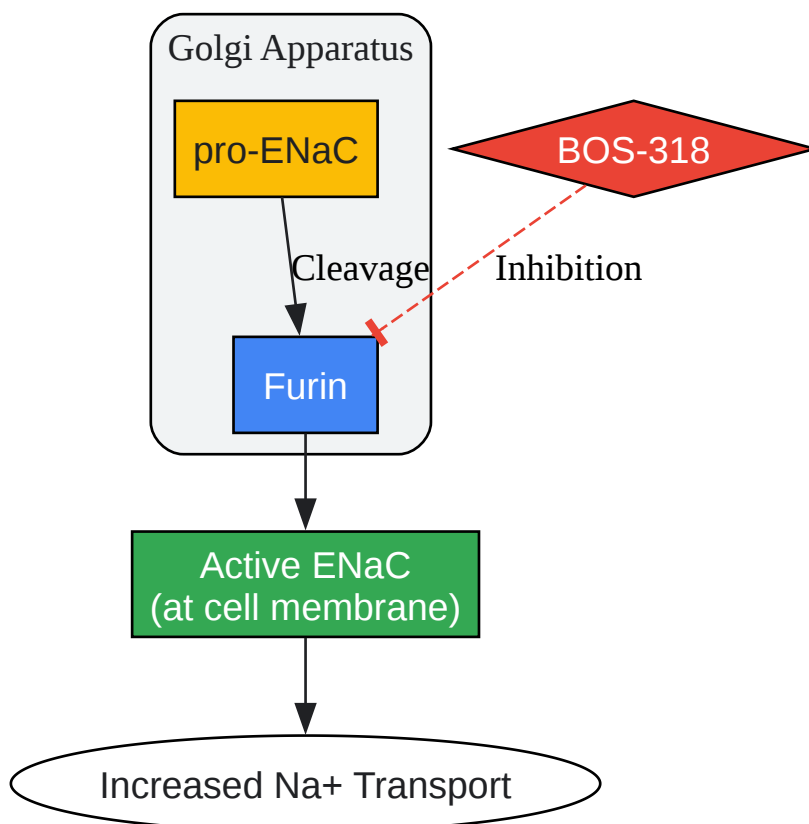 Golgi Apparatus
pro-ENaC
BOS-318
Cleavage
Inhibition
Furin
Active ENaC
(at cell membrane)
Increased Na+ Transport